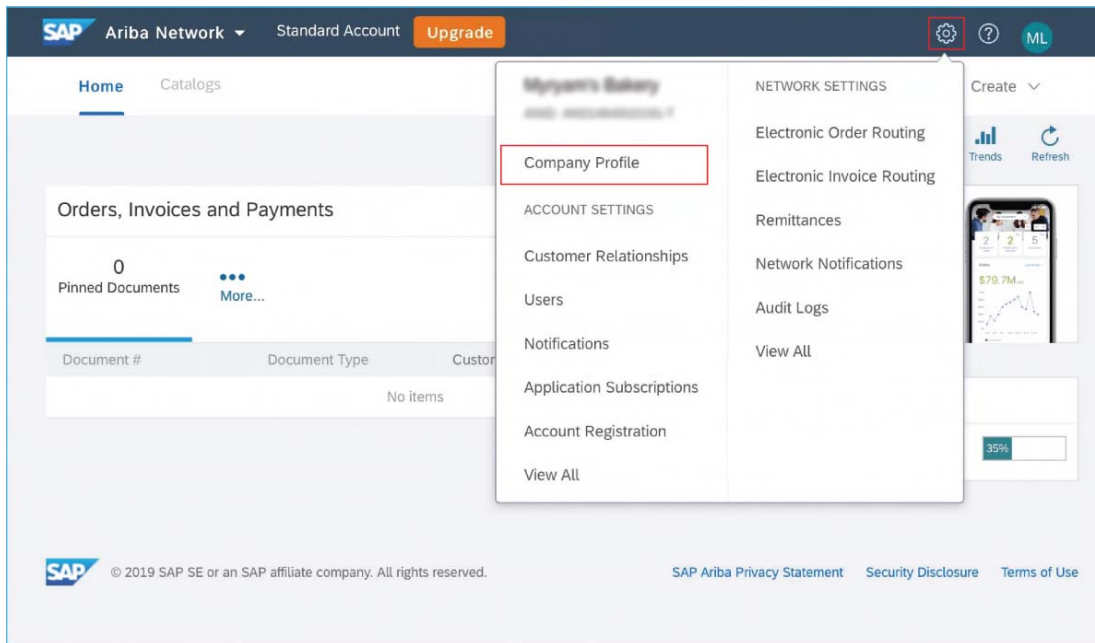 SAP Ariba Network Standard Account Upgrade ML
Home Catalogs Create
Trends Refresh
Company Profile
ACCOUNT SETTINGS
Customer Relationships
Users
Notifications
Application Subscriptions
Account Registration
View All
NETWORK SETTINGS
Electronic Order Routing
Electronic Invoice Routing
Remittances
Network Notifications
Audit Logs
View All
Orders, Invoices and Payments
0
Pinned Documents
More...
Document # Document Type Custor
No items
2 2 5
$79.7M
35%
SAP © 2019 SAP SE or an SAP affiliate company. All rights reserved. SAP Ariba Privacy Statement Security Disclosure Terms of Use